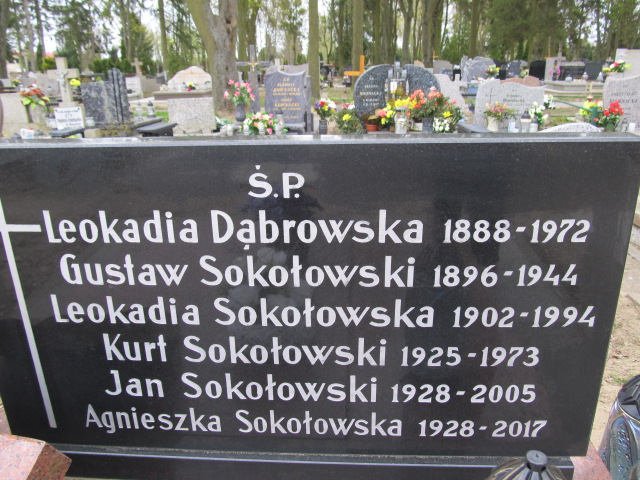 Ś.P.
Leokadia Dąbrowska 1888-1972
Gustaw Sokołowski 1896-1944
Leokadia Sokołowska 1902-1994
Kurt Sokołowski 1925-1973
Jan Sokołowski 1928-2005
Agnieszka Sokołowska 1928-2017